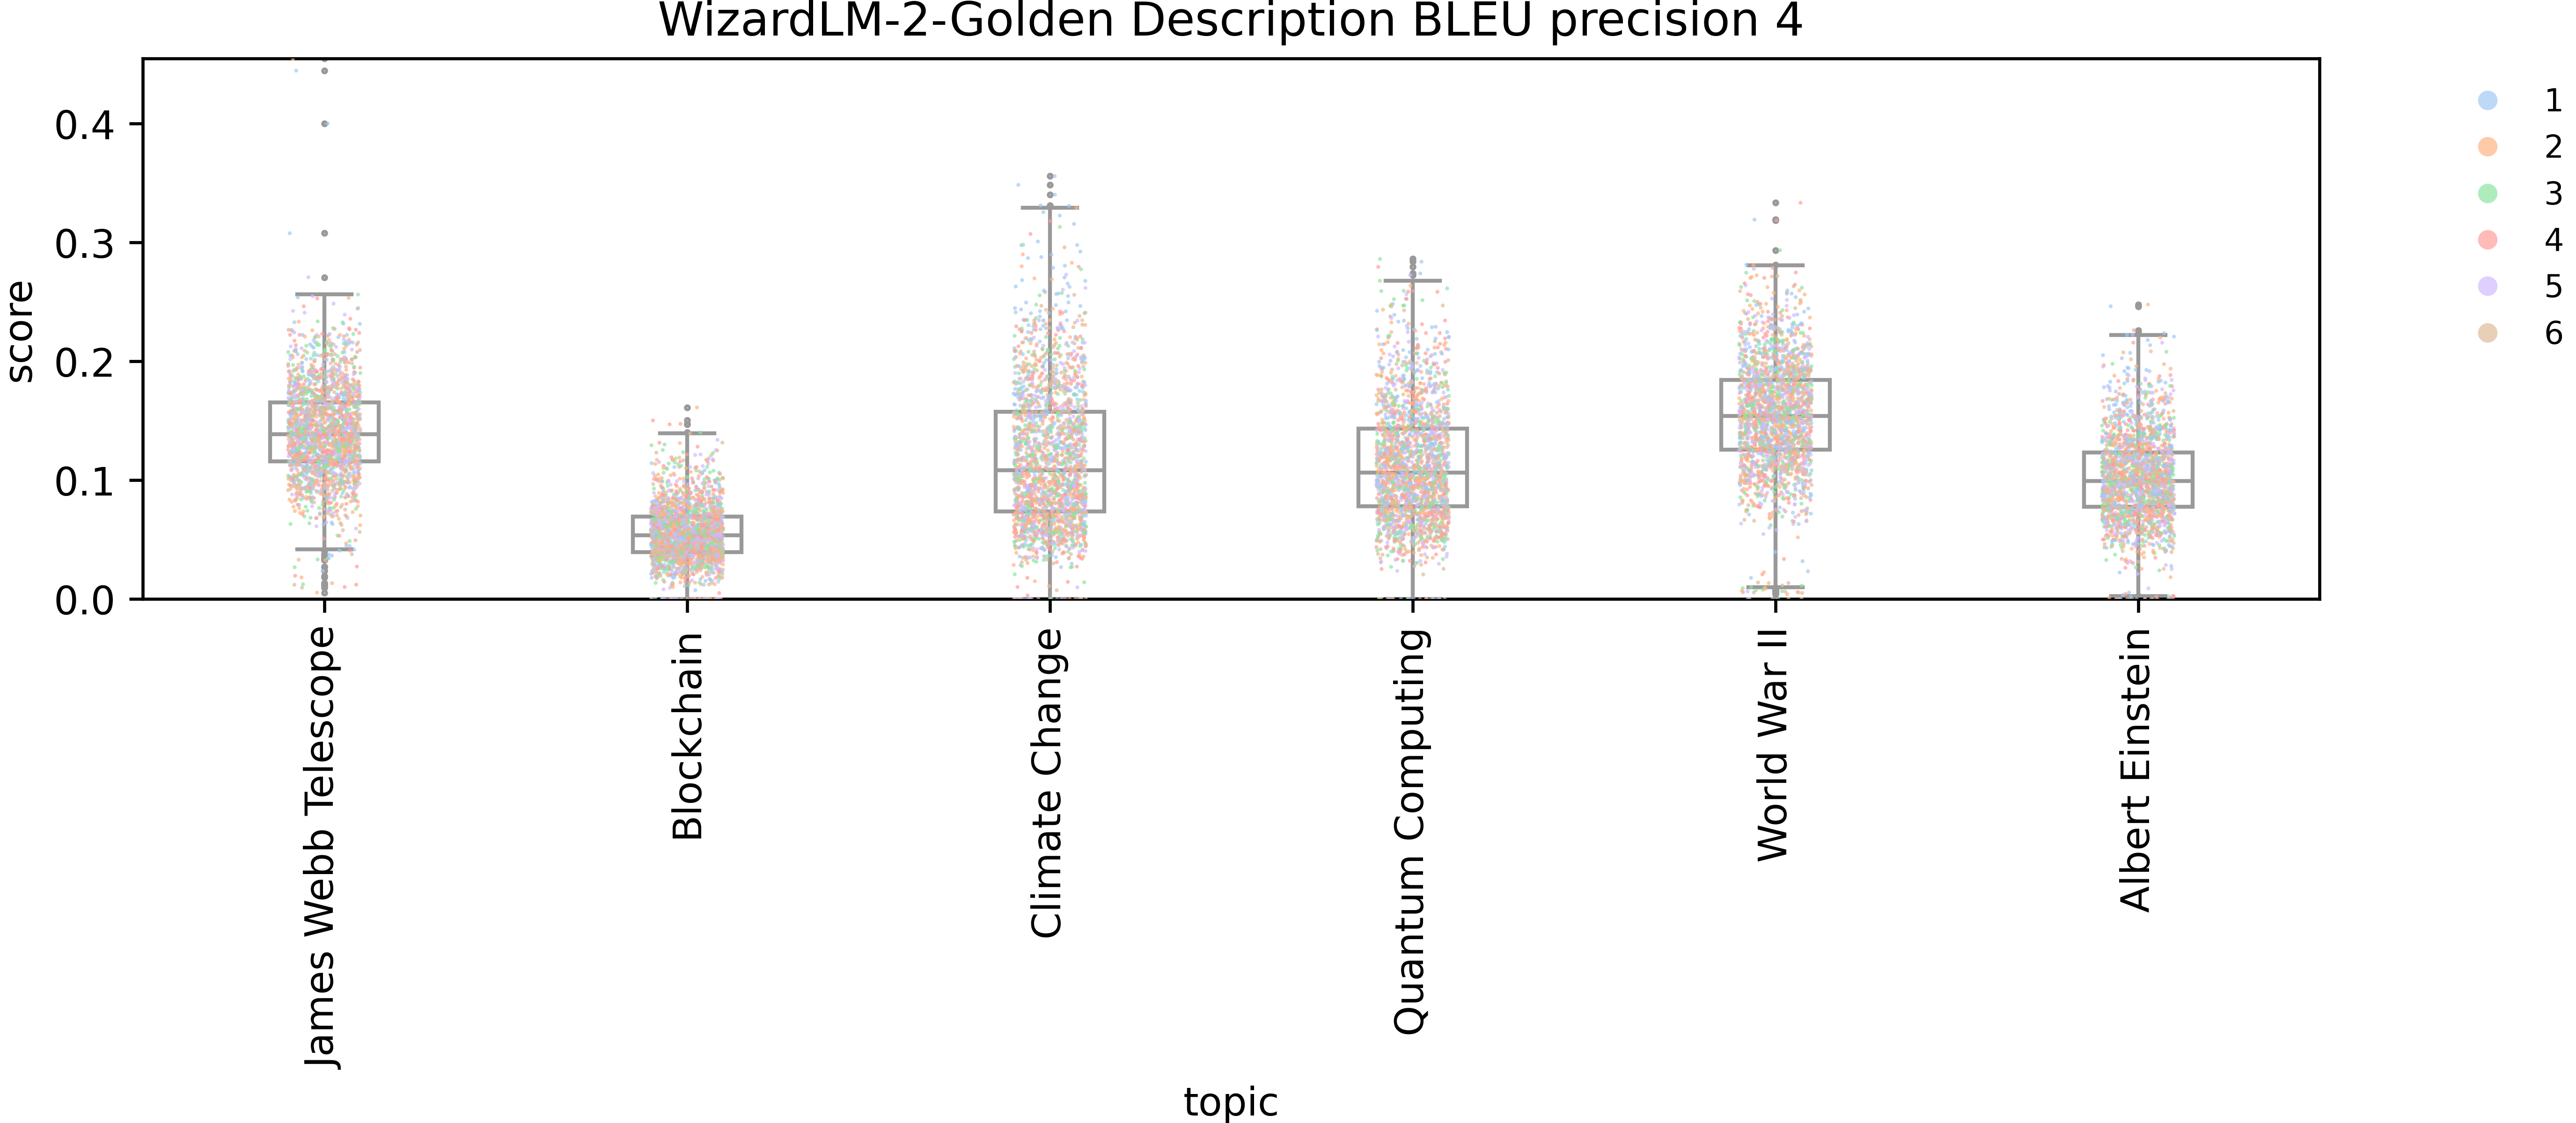 WizardLM-2-Golden Description BLEU precision 4
score
0.4
0.3
0.2
0.1
0.0
James Webb Telescope
Blockchain
Climate Change
Quantum Computing
World War II
Albert Einstein
topic
1
2
3
4
5
6